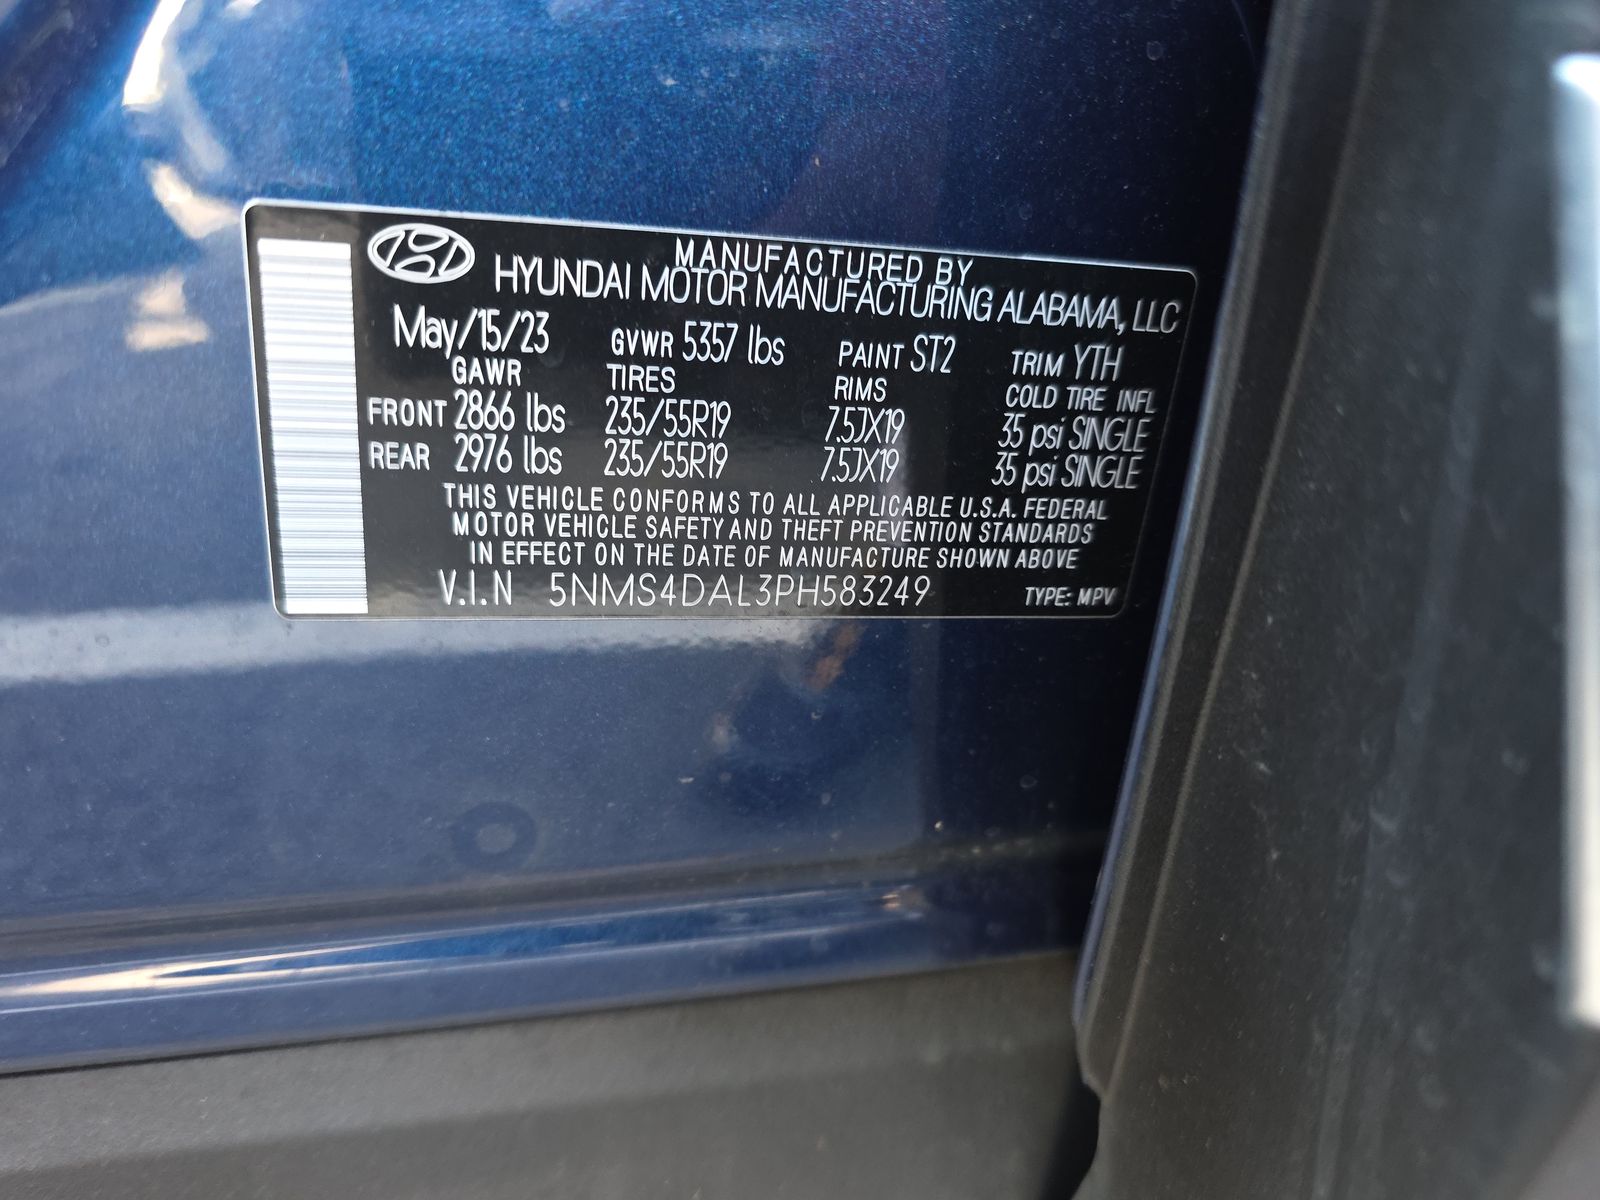 MANUFACTURED BY
HYUNDAI MOTOR MANUFACTURING ALABAMA, LLC
May/15/23 GVWR 5357 lbs PAINT ST2 TRIM YTH
GAWR TIRES RIMS COLD TIRE INFL
FRONT 2866 lbs 235/55R19 7.5JX19 35 psi SINGLE
REAR 2976 lbs 235/55R19 7.5JX19 35 psi SINGLE
THIS VEHICLE CONFORMS TO ALL APPLICABLE U.S.A. FEDERAL
MOTOR VEHICLE SAFETY AND THEFT PREVENTION STANDARDS
IN EFFECT ON THE DATE OF MANUFACTURE SHOWN ABOVE
V.I.N 5NMS4DAL3PH583249 TYPE: MPV